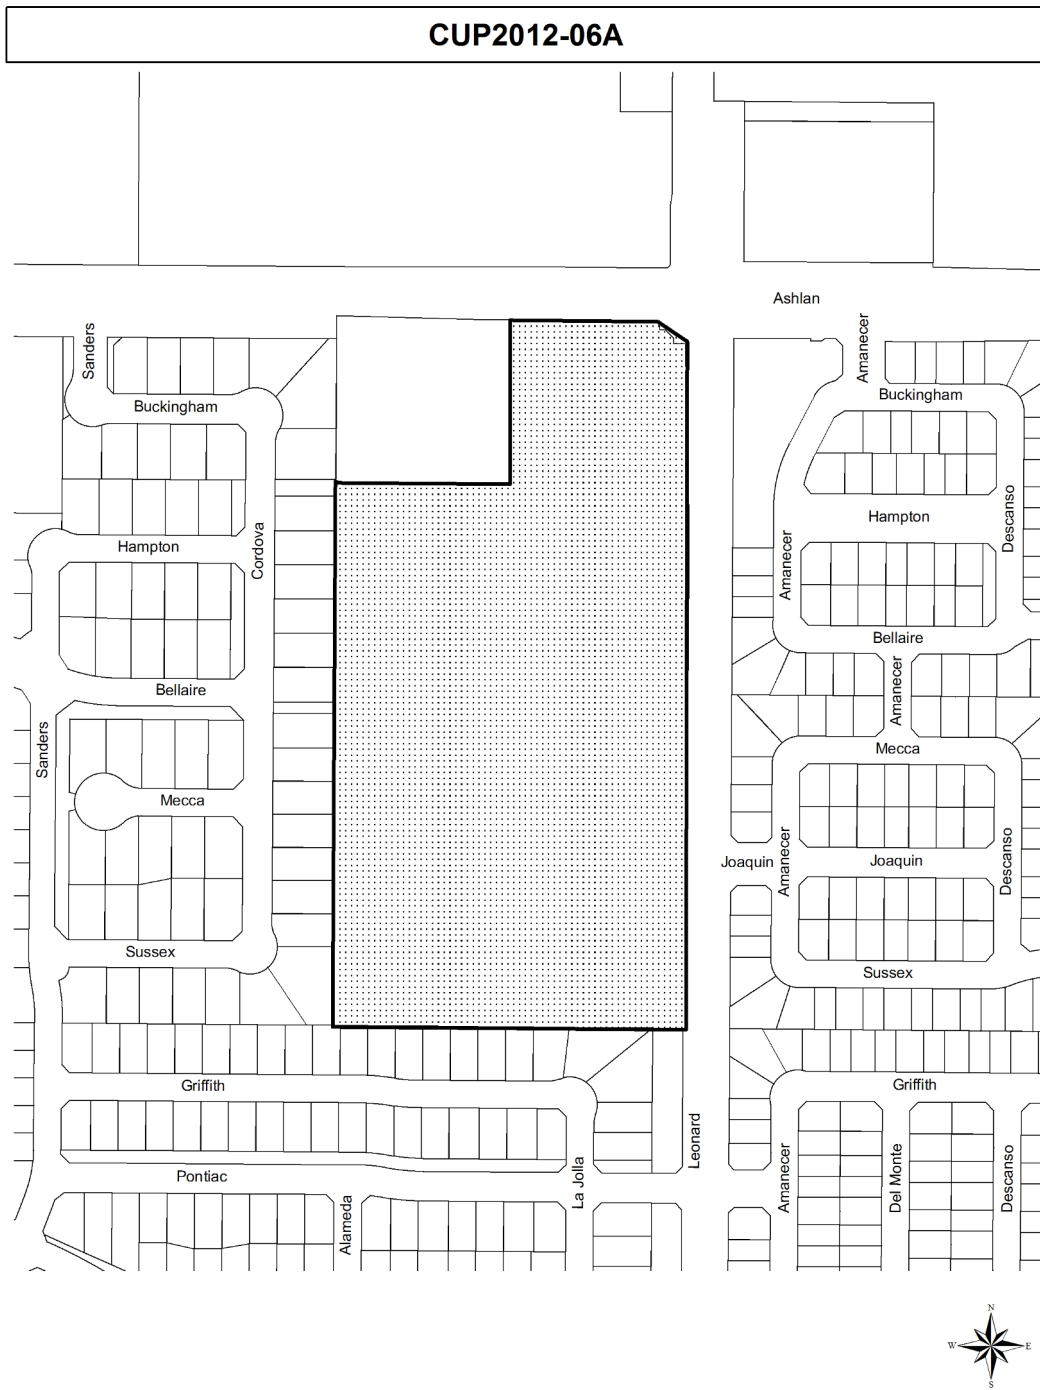 CUP2012-06A
Ashlan
Sanders
Amanecer
Buckingham
Buckingham
Descanso
Hampton
Cordova
Hampton
Amanecer
Bellaire
Bellaire
Amanecer
Sanders
Mecca
Mecca
Joaquin
Amanecer
Joaquin
Descanso
Sussex
Sussex
Griffith
Griffith
Leonard
Pontiac
La Jolla
Amanecer
Del Monte
Descanso
Alameda
N
W
E
S